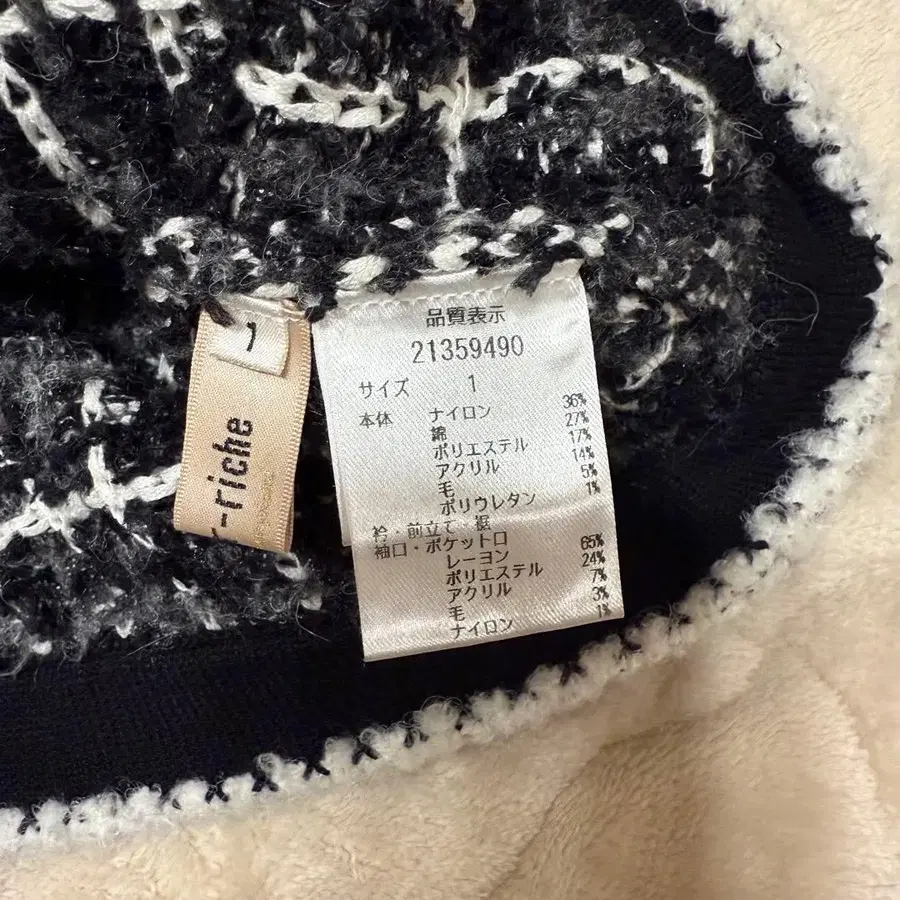 1
r-riche
品質表示
21359490
サイズ 1
本体 ナイロン 36%
綿 27%
ポリエステル 17%
アクリル 14%
毛 5%
ポリウレタン 1%
衿・前立て・裾
袖口・ポケット口
レーヨン 65%
ポリエステル 24%
アクリル 7%
毛 3%
ナイロン 1%